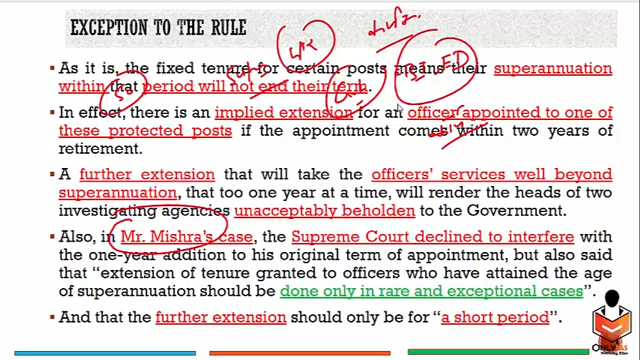 EXCEPTION TO THE RULE
As it is, the fixed tenure for certain posts means their superannuation
within that period will not end their term.
In effect, there is an implied extension for an officer appointed to one of
these protected posts if the appointment comes within two years of
retirement.
A further extension that will take the officers' services well beyond
superannuation, that too one year at a time, will render the heads of two
investigating agencies unacceptably beholden to the Government.
Also, in Mr. Mishra's case, the Supreme Court declined to interfere with
the one-year addition to his original term of appointment, but also said
that "extension of tenure granted to officers who have attained the age
of superannuation should be done only in rare and exceptional cases".
And that the further extension should only be for "a short period".
ED